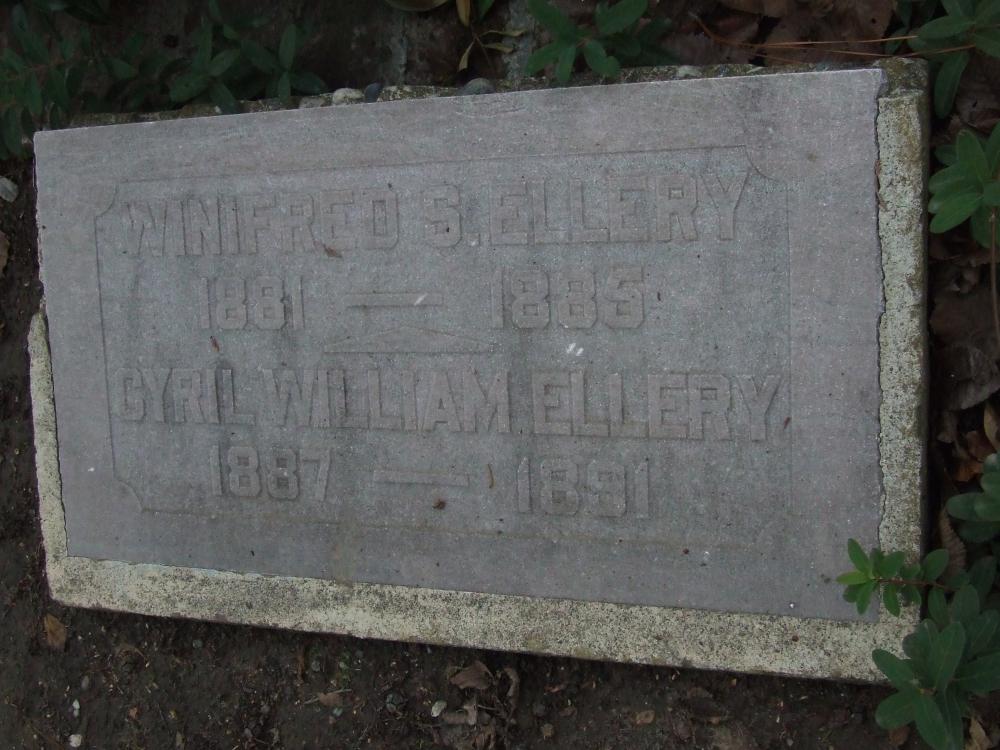 WINIFRED S. ELLERY
1881 — 1885
CYRIL WILLIAM ELLERY
1887 — 1891